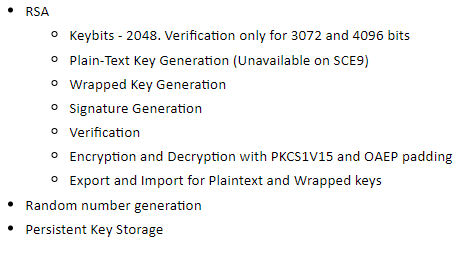 • RSA
o Keybits - 2048. Verification only for 3072 and 4096 bits
o Plain-Text Key Generation (Unavailable on SCE9)
o Wrapped Key Generation
o Signature Generation
o Verification
o Encryption and Decryption with PKCS1V15 and OAEP padding
o Export and Import for Plaintext and Wrapped keys
• Random number generation
• Persistent Key Storage